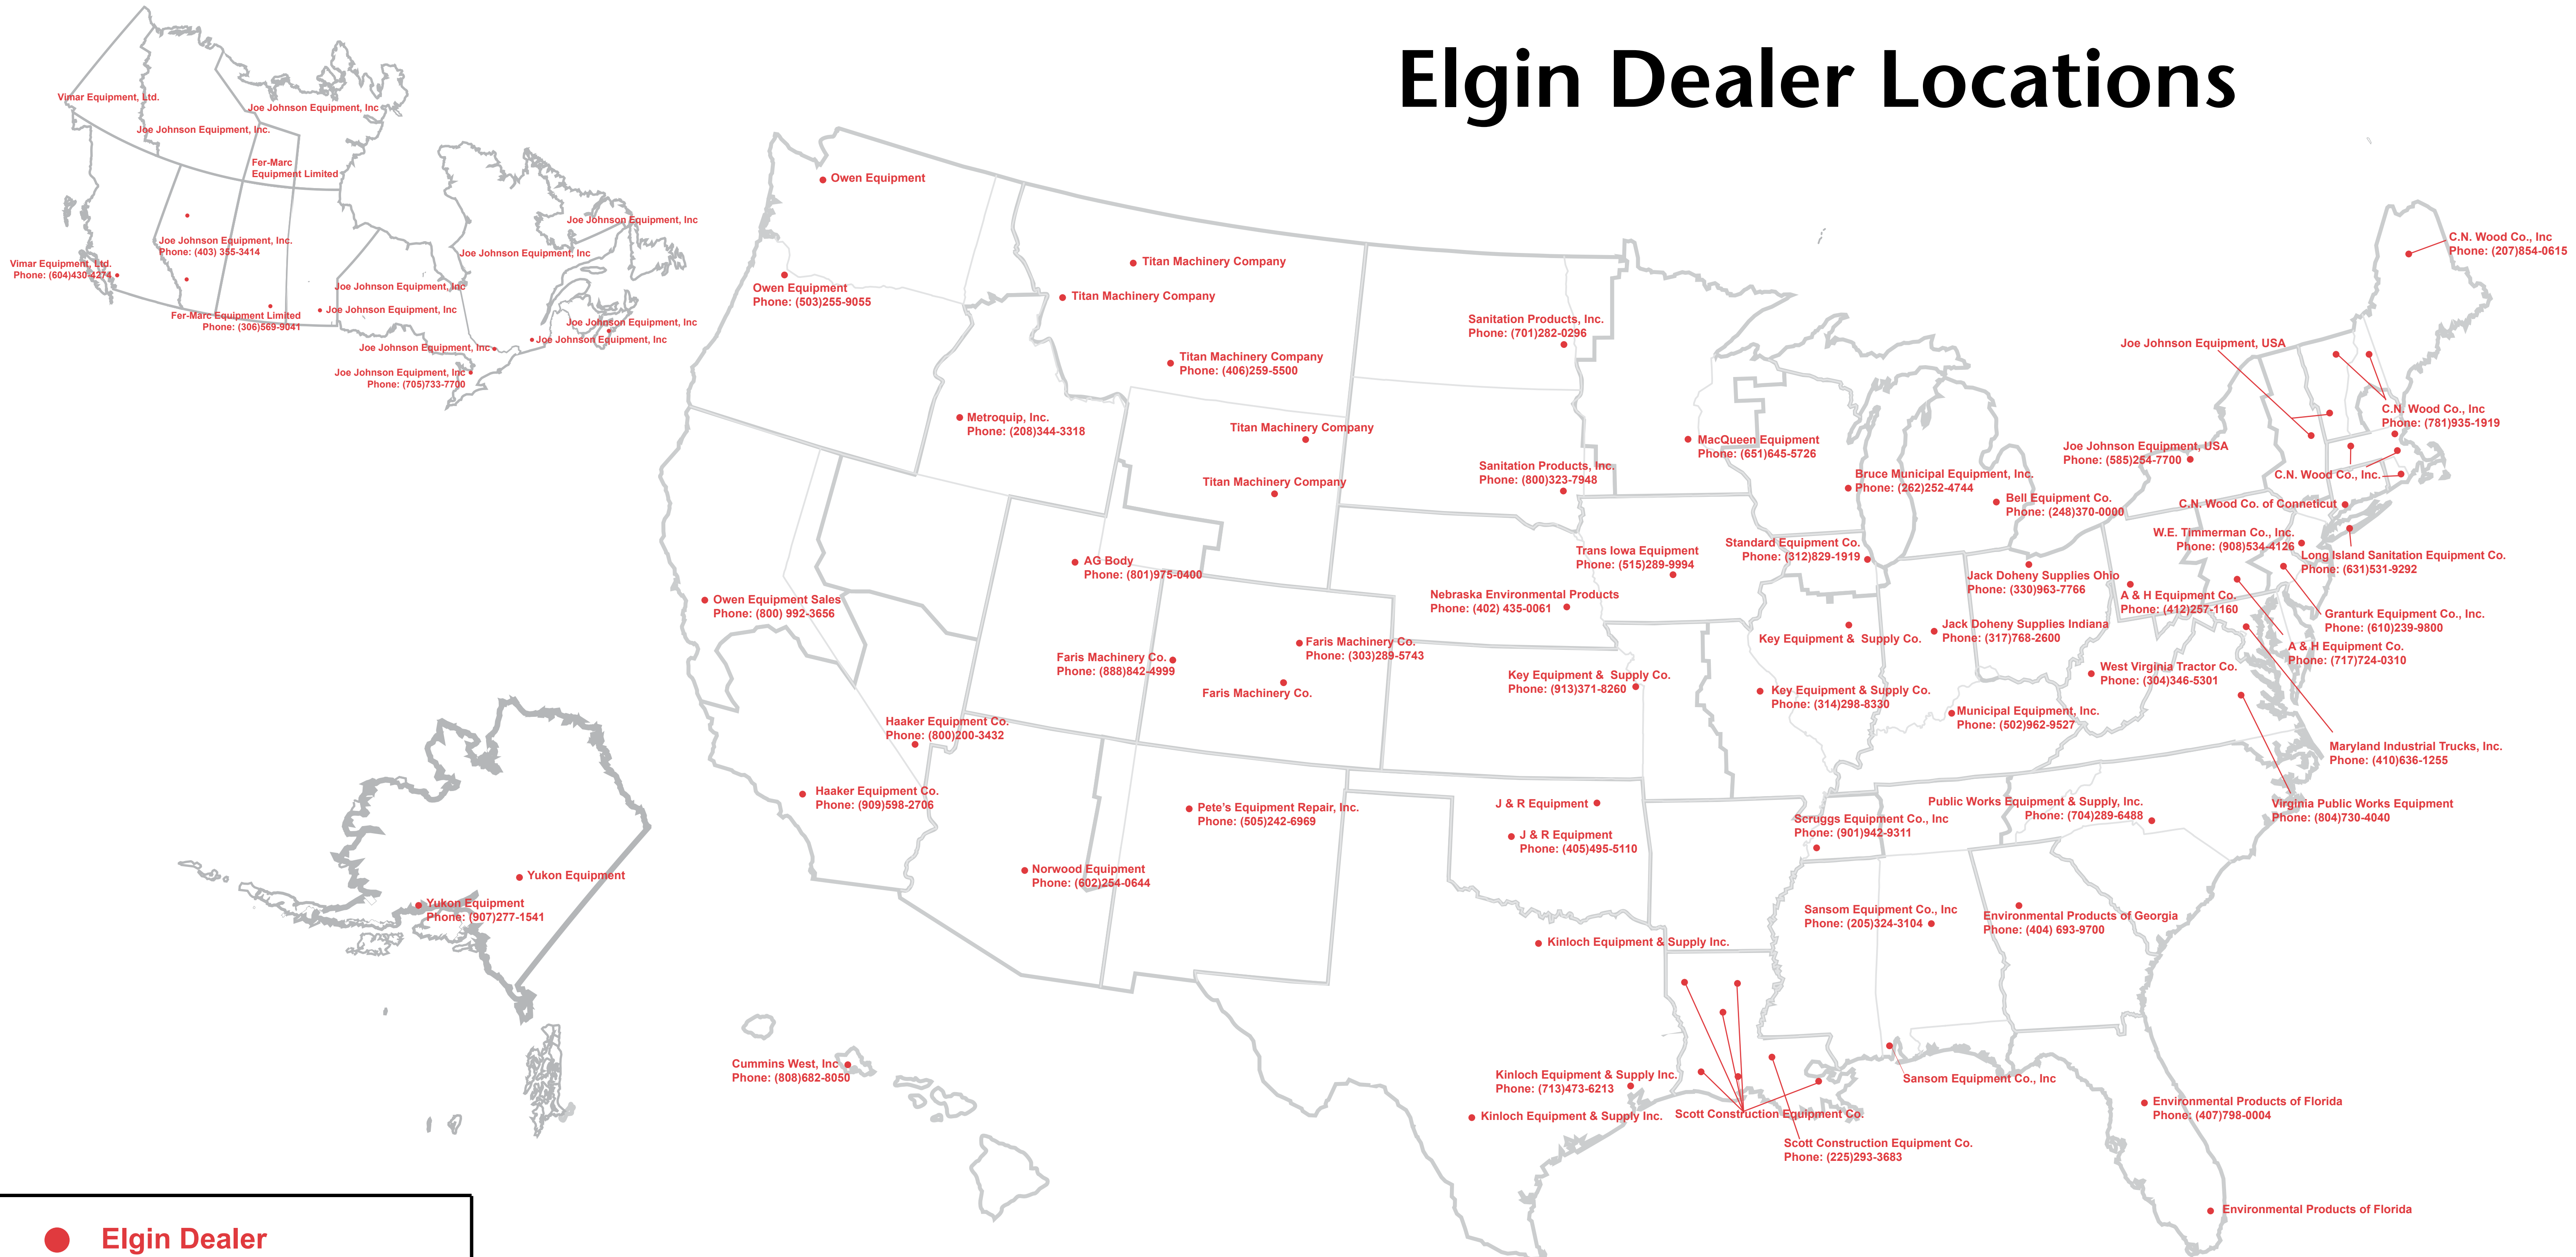 Elgin Dealer Locations
Vimar Equipment, Ltd.
Joe Johnson Equipment, Inc
Joe Johnson Equipment, Inc.
Fer-Marc
Equipment Limited
Joe Johnson Equipment, Inc
Joe Johnson Equipment, Inc.
Phone: (403) 355-3414
Joe Johnson Equipment, Inc
Vimar Equipment, Ltd.
Phone: (604)430-4274
Joe Johnson Equipment, Inc
Fer-Marc Equipment Limited
Phone: (306)569-9041
Joe Johnson Equipment, Inc
Joe Johnson Equipment, Inc
Joe Johnson Equipment, Inc
Joe Johnson Equipment, Inc
Joe Johnson Equipment, Inc
Phone: (705)733-7700
Owen Equipment
Owen Equipment
Phone: (503)255-9055
Titan Machinery Company
Titan Machinery Company
Titan Machinery Company
Phone: (406)259-5500
Metroquip, Inc.
Phone: (208)344-3318
Titan Machinery Company
Titan Machinery Company
AG Body
Phone: (801)975-0400
Owen Equipment Sales
Phone: (800) 992-3656
Faris Machinery Co.
Phone: (303)289-5743
Faris Machinery Co.
Phone: (888)842-4999
Faris Machinery Co.
Haaker Equipment Co.
Phone: (800)200-3432
Haaker Equipment Co.
Phone: (909)598-2706
Pete's Equipment Repair, Inc.
Phone: (505)242-6969
Norwood Equipment
Phone: (602)254-0644
Sanitation Products, Inc.
Phone: (701)282-0296
Sanitation Products, Inc.
Phone: (800)323-7948
MacQueen Equipment
Phone: (651)645-5726
Bruce Municipal Equipment, Inc.
Phone: (262)252-4744
Bell Equipment Co.
Phone: (248)370-0000
Trans Iowa Equipment
Phone: (515)289-9994
Standard Equipment Co.
Phone: (312)829-1919
Nebraska Environmental Products
Phone: (402) 435-0061
Key Equipment & Supply Co.
Key Equipment & Supply Co.
Phone: (913)371-8260
Key Equipment & Supply Co.
Phone: (314)298-8330
Jack Doheny Supplies Ohio
Phone: (330)963-7766
Jack Doheny Supplies Indiana
Phone: (317)768-2600
Municipal Equipment, Inc.
Phone: (502)962-9527
West Virginia Tractor Co.
Phone: (304)346-5301
C.N. Wood Co., Inc
Phone: (207)854-0615
Joe Johnson Equipment, USA
C.N. Wood Co., Inc
Phone: (781)935-1919
Joe Johnson Equipment, USA
Phone: (585)254-7700
C.N. Wood Co., Inc.
C.N. Wood Co. of Conneticut
W.E. Timmerman Co., Inc.
Phone: (908)534-4126
Long Island Sanitation Equipment Co.
Phone: (631)531-9292
A & H Equipment Co.
Phone: (412)257-1160
Granturk Equipment Co., Inc.
Phone: (610)239-9800
A & H Equipment Co.
Phone: (717)724-0310
Maryland Industrial Trucks, Inc.
Phone: (410)636-1255
Virginia Public Works Equipment
Phone: (804)730-4040
J & R Equipment
J & R Equipment
Phone: (405)495-5110
Public Works Equipment & Supply, Inc.
Phone: (704)289-6488
Scruggs Equipment Co., Inc
Phone: (901)942-9311
Sansom Equipment Co., Inc
Phone: (205)324-3104
Environmental Products of Georgia
Phone: (404) 693-9700
Kinloch Equipment & Supply Inc.
Kinloch Equipment & Supply Inc.
Phone: (713)473-6213
Kinloch Equipment & Supply Inc.
Scott Construction Equipment Co.
Scott Construction Equipment Co.
Phone: (225)293-3683
Sansom Equipment Co., Inc
Environmental Products of Florida
Phone: (407)798-0004
Environmental Products of Florida
Yukon Equipment
Yukon Equipment
Phone: (907)277-1541
Cummins West, Inc
Phone: (808)682-8050
Elgin Dealer